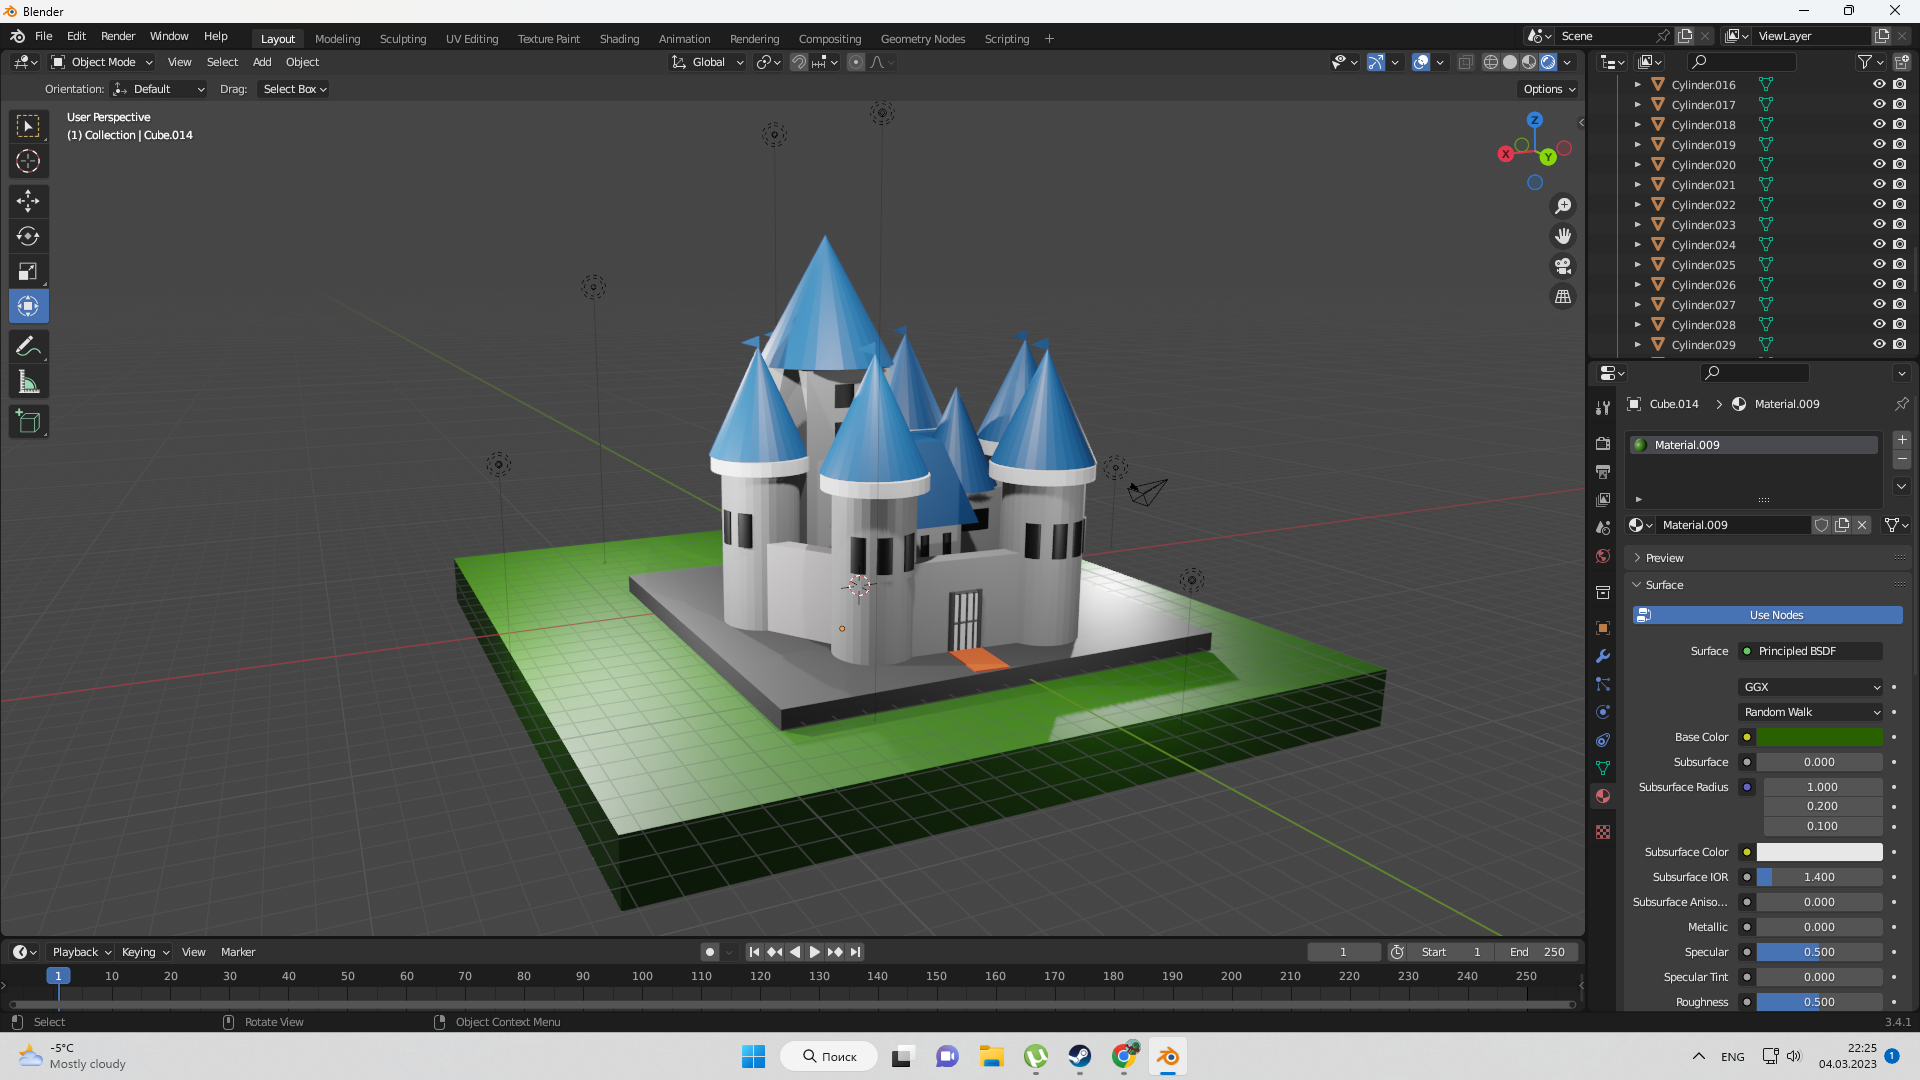 Blender
File Edit Render Window Help Layout Modeling Sculpting UV Editing Texture Paint Shading Animation Rendering Compositing Geometry Nodes Scripting + Scene ViewLayer
Object Mode View Select Add Object Global
Orientation: Default Drag: Select Box Options
User Perspective
(1) Collection | Cube.014
Z
X
Y
Cylinder.016
Cylinder.017
Cylinder.018
Cylinder.019
Cylinder.020
Cylinder.021
Cylinder.022
Cylinder.023
Cylinder.024
Cylinder.025
Cylinder.026
Cylinder.027
Cylinder.028
Cylinder.029
Cube.014 > Material.009
Material.009
Material.009
Preview
Surface
Use Nodes
Surface Principled BSDF
GGX
Random Walk
Base Color
Subsurface 0.000
Subsurface Radius 1.000
0.200
0.100
Subsurface Color
Subsurface IOR 1.400
Subsurface Aniso... 0.000
Metallic 0.000
Specular 0.500
Specular Tint 0.000
Roughness 0.500
Playback Keying View Marker 1 Start 1 End 250
1 10 20 30 40 50 60 70 80 90 100 110 120 130 140 150 160 170 180 190 200 210 220 230 240 250
Select Rotate View Object Context Menu 3.4.1
-5°C
Mostly cloudy
Поиск
ENG
22:25
04.03.2023
1